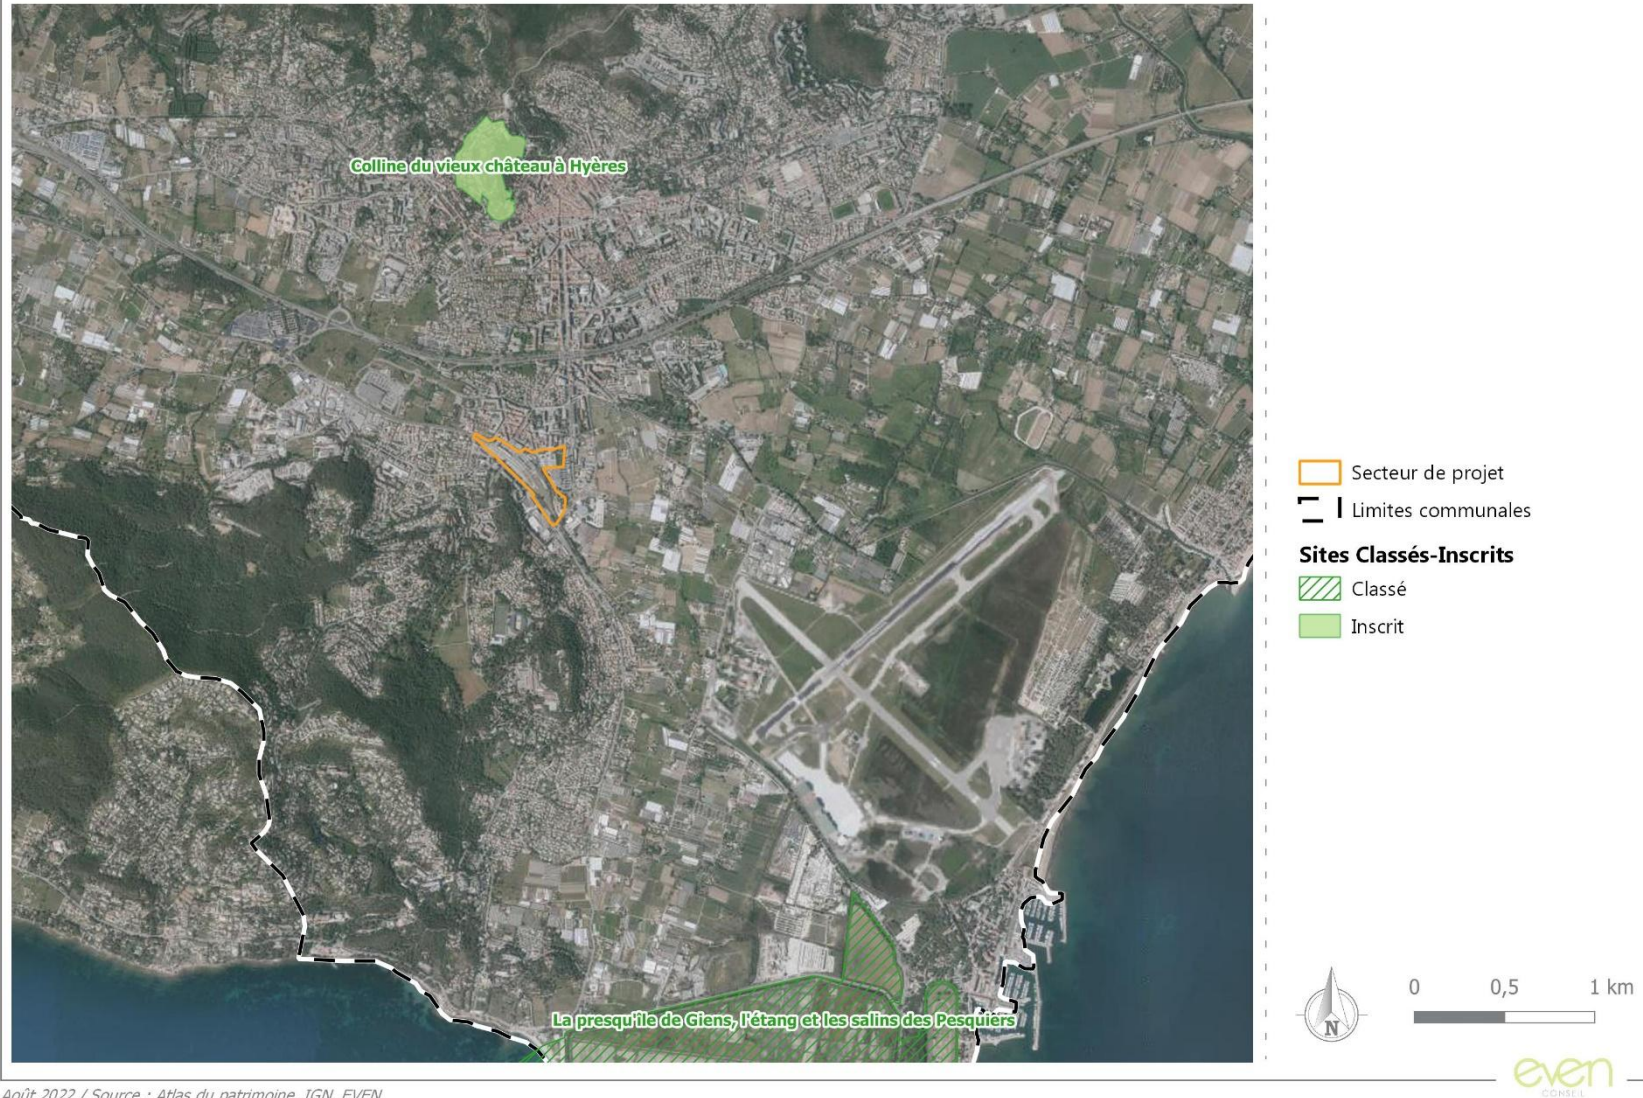 Colline du vieux château à Hyères
La presqu'ile de Giens, l'étang et les salins des Pesquiers
Secteur de projet
Limites communales
Sites Classés-Inscrits
Classé
Inscrit
N
0 0,5 1 km
even
CONSEIL
Août 2022 / Source : Atlas du patrimoine, IGN, EVEN